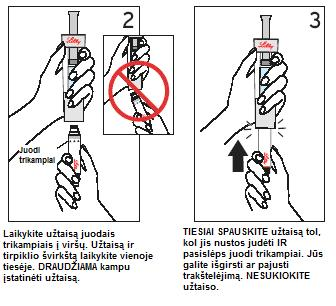 2
Lilly
Juodi
trikampiai
Laikykite užtaisą juodais
trikampiais į viršų. Užtaisą ir
tirpiklio švirkštą laikykite vienoje
tiesėje. DRAUDŽIAMA kampu
įstatinėti užtaisą.
3
Lilly
TIESIAI SPAUSKITE užtaisą tol,
kol jis nustos judėti IR
pasislėps juodi trikampiai. Jūs
galite išgirsti ar pajusti
trakštelėjimą. NESUKIOKITE
užtaiso.